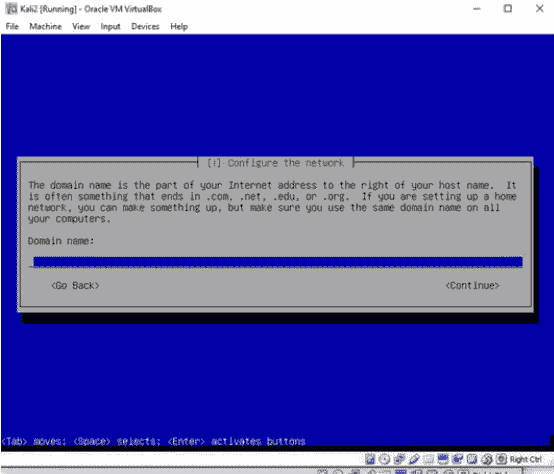 Kali2 [Running] - Oracle VM VirtualBox
File Machine View Input Devices Help
[!] Configure the network
The domain name is the part of your Internet address to the right of your host name. It
is often something that ends in .com, .net, .edu, or .org. If you are setting up a home
network, you can make something up, but make sure you use the same domain name on all
your computers.
Domain name:
<Go Back> <Continue>
<Tab> moves; <Space> selects; <Enter> activates buttons
Right Ctrl